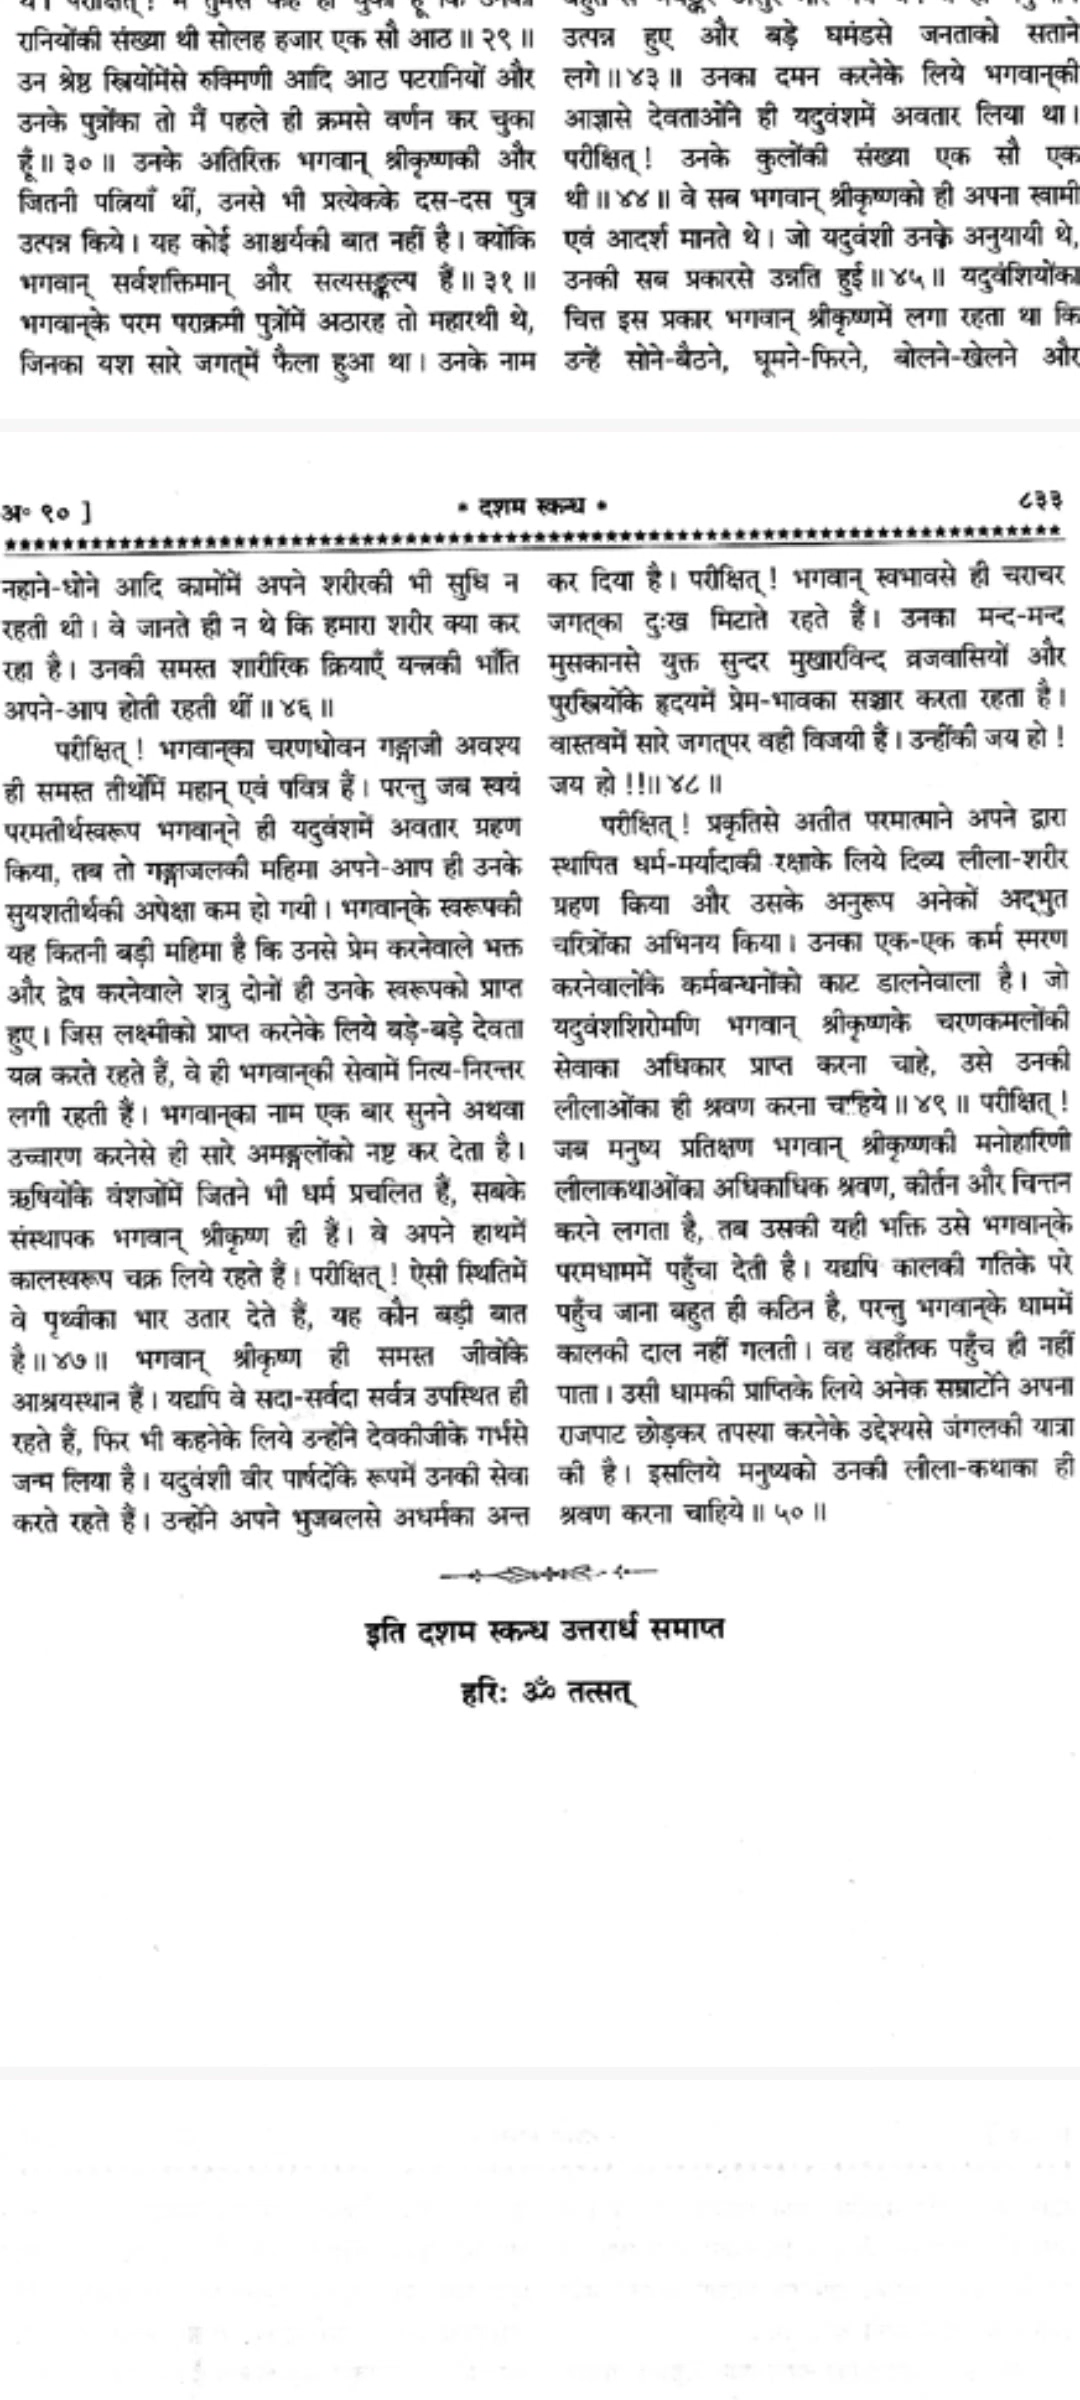 रानियोंकी संख्या थी सोलह हजार एक सौ आठ ॥ २९ ॥
उन श्रेष्ठ स्त्रियोंमेंसे रुक्मिणी आदि आठ पटरानियों और
उनके पुत्रोंका तो मैं पहले ही क्रमसे वर्णन कर चुका
हूँ ॥ ३० ॥ उनके अतिरिक्त भगवान् श्रीकृष्णकी और
जितनी पत्नियाँ थीं, उनसे भी प्रत्येकके दस-दस पुत्र
उत्पन्न किये। यह कोई आश्चर्यकी बात नहीं है। क्योंकि
भगवान् सर्वशक्तिमान् और सत्यसङ्कल्प हैं ॥ ३१ ॥
भगवान्‌के परम पराक्रमी पुत्रोंमें अठारह तो महारथी थे,
जिनका यश सारे जगत्‌में फैला हुआ था। उनके नाम
उत्पन्न हुए और बड़े घमंडसे जनताको सताने
लगे ॥ ४३ ॥ उनका दमन करनेके लिये भगवान्‌की
आज्ञासे देवताओंने ही यदुवंशमें अवतार लिया था।
परीक्षित् ! उनके कुलोंकी संख्या एक सौ एक
थी ॥ ४४ ॥ वे सब भगवान् श्रीकृष्णको ही अपना स्वामी
एवं आदर्श मानते थे। जो यदुवंशी उनके अनुयायी थे,
उनकी सब प्रकारसे उन्नति हुई ॥ ४५ ॥ यदुवंशियोंका
चित्त इस प्रकार भगवान् श्रीकृष्णमें लगा रहता था कि
उन्हें सोने-बैठने, घूमने-फिरने, बोलने-खेलने और
अ॰ ९० ]
* दशम स्कन्ध *
८३३
नहाने-धोने आदि कामोंमें अपने शरीरकी भी सुधि न
रहती थी। वे जानते ही न थे कि हमारा शरीर क्या कर
रहा है। उनकी समस्त शारीरिक क्रियाएँ यन्त्रकी भाँति
अपने-आप होती रहती थीं ॥ ४६ ॥
परीक्षित् ! भगवान्‌का चरणधोवन गङ्गाजी अवश्य
ही समस्त तीर्थोंमें महान् एवं पवित्र हैं। परन्तु जब स्वयं
परमतीर्थस्वरूप भगवान्‌ने ही यदुवंशमें अवतार ग्रहण
किया, तब तो गङ्गाजलकी महिमा अपने-आप ही उनके
सुयशतीर्थकी अपेक्षा कम हो गयी। भगवान्‌के स्वरूपकी
यह कितनी बड़ी महिमा है कि उनसे प्रेम करनेवाले भक्त
और द्वेष करनेवाले शत्रु दोनों ही उनके स्वरूपको प्राप्त
हुए। जिस लक्ष्मीको प्राप्त करनेके लिये बड़े-बड़े देवता
यत्न करते रहते हैं, वे ही भगवान्‌की सेवामें नित्य-निरन्तर
लगी रहती हैं। भगवान्‌का नाम एक बार सुनने अथवा
उच्चारण करनेसे ही सारे अमङ्गलोंको नष्ट कर देता है।
ऋषियोंके वंशजोंमें जितने भी धर्म प्रचलित हैं, सबके
संस्थापक भगवान् श्रीकृष्ण ही हैं। वे अपने हाथमें
कालस्वरूप चक्र लिये रहते हैं। परीक्षित् ! ऐसी स्थितिमें
वे पृथ्वीका भार उतार देते हैं, यह कौन बड़ी बात
है ॥ ४७ ॥ भगवान् श्रीकृष्ण ही समस्त जीवोंके
आश्रयस्थान हैं। यद्यपि वे सदा-सर्वदा सर्वत्र उपस्थित ही
रहते हैं, फिर भी कहनेके लिये उन्होंने देवकीजीके गर्भसे
जन्म लिया है। यदुवंशी वीर पार्षदोंके रूपमें उनकी सेवा
करते रहते हैं। उन्होंने अपने भुजबलसे अधर्मका अन्त
कर दिया है। परीक्षित् ! भगवान् स्वभावसे ही चराचर
जगत्‌का दुःख मिटाते रहते हैं। उनका मन्द-मन्द
मुसकानसे युक्त सुन्दर मुखारविन्द व्रजवासियों और
पुरस्त्रियोंके हृदयमें प्रेम-भावका सञ्चार करता रहता है।
वास्तवमें सारे जगत्‌पर वही विजयी हैं। उन्हींकी जय हो !
जय हो !!॥ ४८ ॥
परीक्षित् ! प्रकृतिसे अतीत परमात्माने अपने द्वारा
स्थापित धर्म-मर्यादाकी रक्षाके लिये दिव्य लीला-शरीर
ग्रहण किया और उसके अनुरूप अनेकों अद्भुत
चरित्रोंका अभिनय किया। उनका एक-एक कर्म स्मरण
करनेवालोंके कर्मबन्धनोंको काट डालनेवाला है। जो
यदुवंशशिरोमणि भगवान् श्रीकृष्णके चरणकमलोंकी
सेवाका अधिकार प्राप्त करना चाहे, उसे उनकी
लीलाओंका ही श्रवण करना चाहिये ॥ ४९ ॥ परीक्षित् !
जब मनुष्य प्रतिक्षण भगवान् श्रीकृष्णकी मनोहारिणी
लीलाकथाओंका अधिकाधिक श्रवण, कीर्तन और चिन्तन
करने लगता है, तब उसकी यही भक्ति उसे भगवान्‌के
परमधाममें पहुँचा देती है। यद्यपि कालकी गतिके परे
पहुँच जाना बहुत ही कठिन है, परन्तु भगवान्‌के धाममें
कालकी दाल नहीं गलती। वह वहाँतक पहुँच ही नहीं
पाता। उसी धामकी प्राप्तिके लिये अनेक सम्राटोंने अपना
राजपाट छोड़कर तपस्या करनेके उद्देश्यसे जंगलकी यात्रा
की है। इसलिये मनुष्यको उनकी लीला-कथाका ही
श्रवण करना चाहिये ॥ ५० ॥
इति दशम स्कन्ध उत्तरार्ध समाप्त
हरिः ॐ तत्सत्